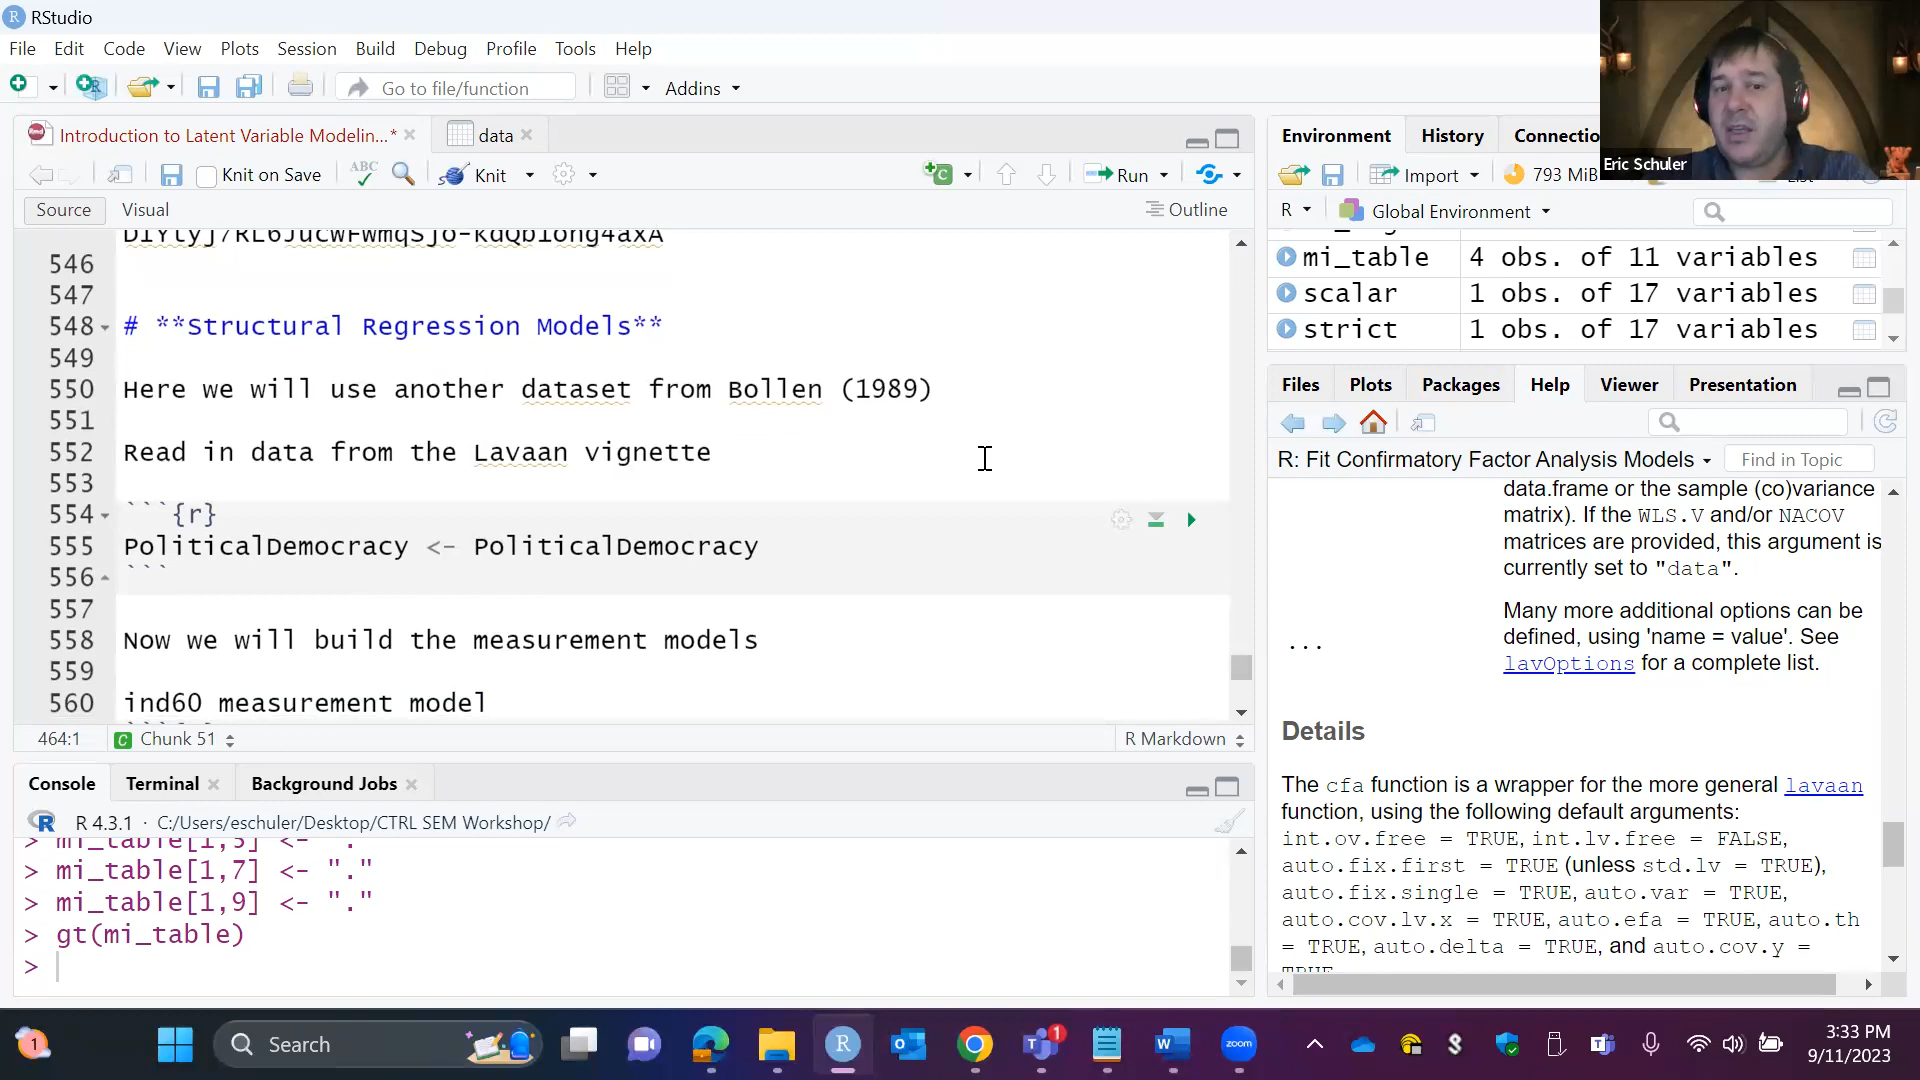 RStudio
File Edit Code View Plots Session Build Debug Profile Tools Help
Go to file/function
Addins
Introduction to Latent Variable Modelin...*
data
Knit on Save
ABC
Knit
Run
Source Visual
Outline
546
547
548 # **Structural Regression Models**
549
550 Here we will use another dataset from Bollen (1989)
551
552 Read in data from the Lavaan vignette
553
554 ```{r}
555 PoliticalDemocracy <- PoliticalDemocracy
556 ```
557
558 Now we will build the measurement models
559
560 ind60 measurement model
464:1 Chunk 51
R Markdown
Console Terminal Background Jobs
R 4.3.1 · C:/Users/eschuler/Desktop/CTRL SEM Workshop/
> mi_table[1,5] <- "."
> mi_table[1,7] <- "."
> mi_table[1,9] <- "."
> gt(mi_table)
>
Eric Schuler
Environment History Connectio
Import
793 MiB
R Global Environment
mi_table 4 obs. of 11 variables
scalar 1 obs. of 17 variables
strict 1 obs. of 17 variables
Files Plots Packages Help Viewer Presentation
R: Fit Confirmatory Factor Analysis Models
Find in Topic
data.frame or the sample (co)variance
matrix). If the WLS.V and/or NACOV
matrices are provided, this argument is
currently set to "data".
...
Many more additional options can be
defined, using 'name = value'. See
lavOptions for a complete list.
Details
The cfa function is a wrapper for the more general lavaan
function, using the following default arguments:
int.ov.free = TRUE, int.lv.free = FALSE,
auto.fix.first = TRUE (unless std.lv = TRUE),
auto.fix.single = TRUE, auto.var = TRUE,
auto.cov.lv.x = TRUE, auto.efa = TRUE, auto.th
= TRUE, auto.delta = TRUE, and auto.cov.y =
TRUE
1
Search
1
zoom
3:33 PM
9/11/2023